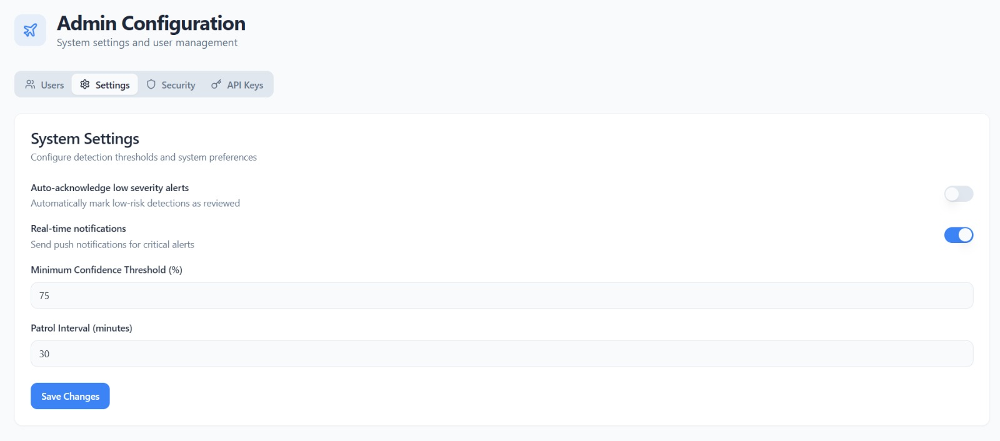 Admin Configuration
System settings and user management
Users Settings Security API Keys
System Settings
Configure detection thresholds and system preferences
Auto-acknowledge low severity alerts
Automatically mark low-risk detections as reviewed
Real-time notifications
Send push notifications for critical alerts
Minimum Confidence Threshold (%)
75
Patrol Interval (minutes)
30
Save Changes